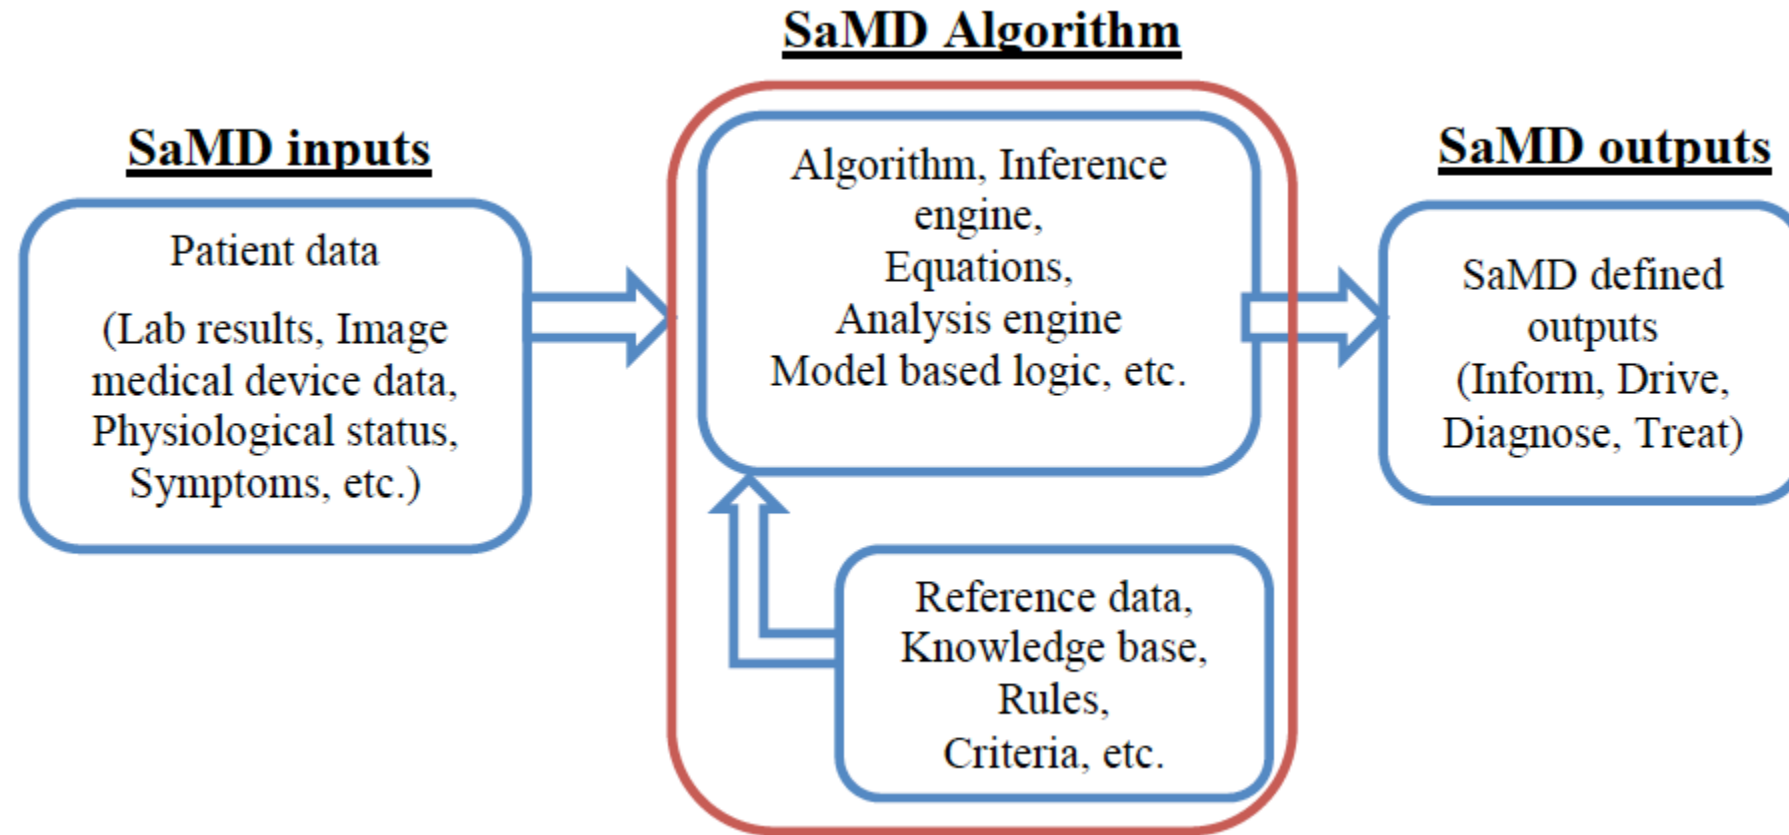 SaMD Algorithm
SaMD inputs
Patient data
(Lab results, Image
medical device data,
Physiological status,
Symptoms, etc.)
Algorithm, Inference
engine,
Equations,
Analysis engine
Model based logic, etc.
Reference data,
Knowledge base,
Rules,
Criteria, etc.
SaMD outputs
SaMD defined
outputs
(Inform, Drive,
Diagnose, Treat)